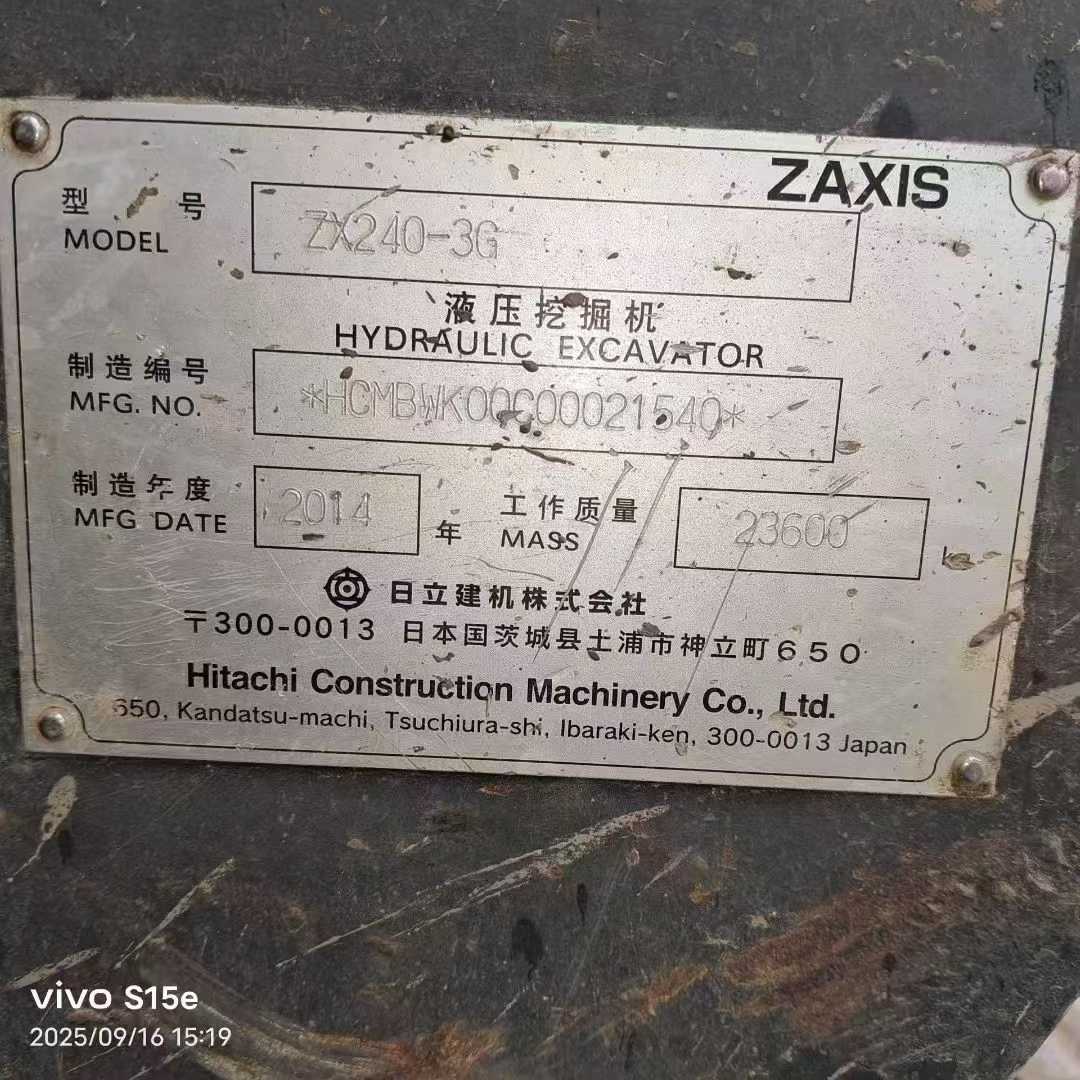 ZAXIS
型 号 ZX240-3G
MODEL
液压挖掘机
HYDRAULIC EXCAVATOR
制造编号 *HCMBWK00C00021540*
MFG. NO.
制造年度 2014 年 工作质量 23600 kg
MFG DATE MASS
日立建机株式会社
〒300-0013 日本国茨城县土浦市神立町650
Hitachi Construction Machinery Co., Ltd.
650, Kandatsu-machi, Tsuchiura-shi, Ibaraki-ken, 300-0013 Japan
vivo S15e
2025/09/16 15:19